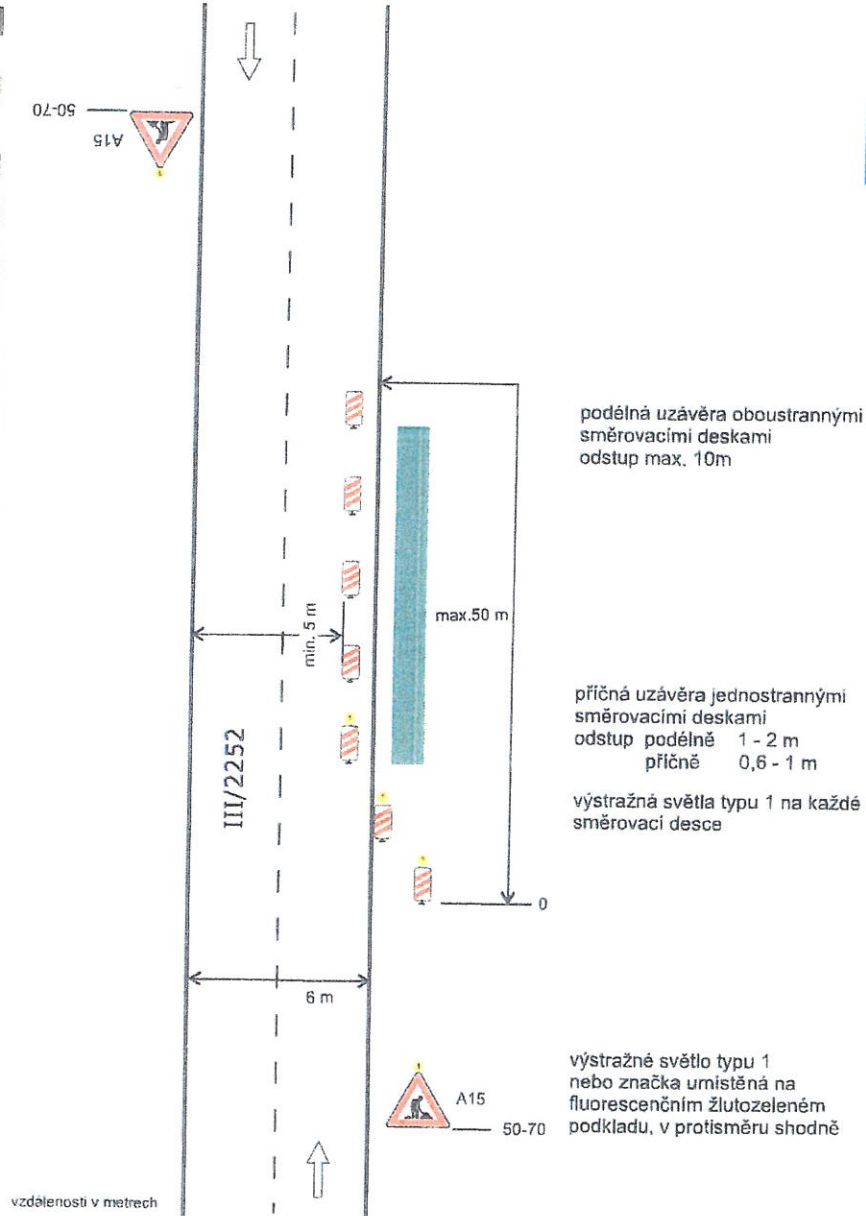 50-70
A15
podélná uzávěra oboustrannými
směrovacími deskami
odstup max. 10m
min. 5 m
max.50 m
příčná uzávěra jednostrannými
směrovacími deskami
odstup podélně 1 - 2 m
příčně 0,6 - 1 m
III/2252
výstražná světla typu 1 na každé
směrovací desce
0
6 m
výstražné světlo typu 1
nebo značka umístěná na
fluorescenčním žlutozeleném
podkladu, v protisměru shodně
A15
50-70
vzdálenosti v metrech